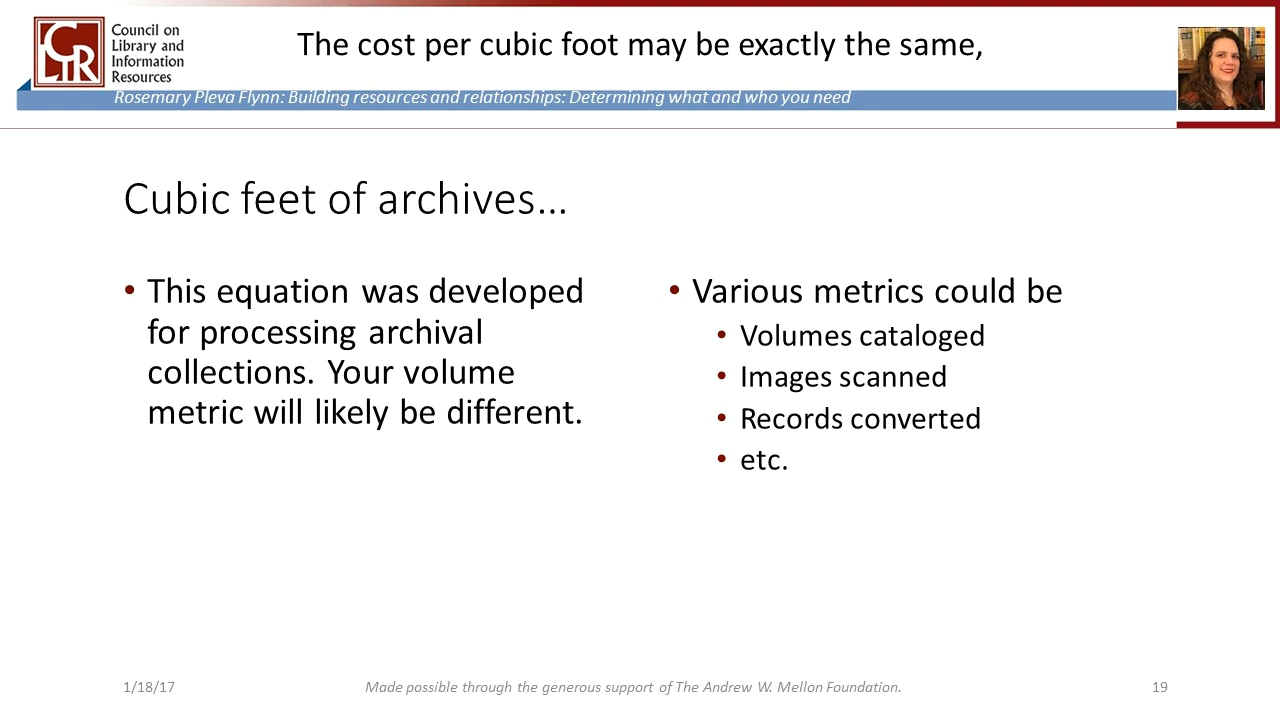 CLIR
Council on
Library and
Information
Resources
The cost per cubic foot may be exactly the same,
Rosemary Pleva Flynn: Building resources and relationships: Determining what and who you need
Cubic feet of archives...
• This equation was developed
for processing archival
collections. Your volume
metric will likely be different.
• Various metrics could be
• Volumes cataloged
• Images scanned
• Records converted
• etc.
1/18/17
Made possible through the generous support of The Andrew W. Mellon Foundation.
19